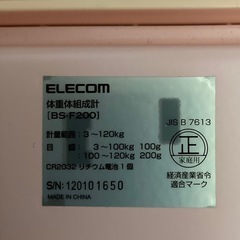 ELECOM
体重体組成計
[BS-F200]
JIS B 7613
計量範囲：3～120kg
正
家庭用
目　　量：3～100kg 100g
100～120kg 200g
CR2032 リチウム電池 1 個
経済産業省令
適合マーク
S/N: 120101650
MADE IN CHINA